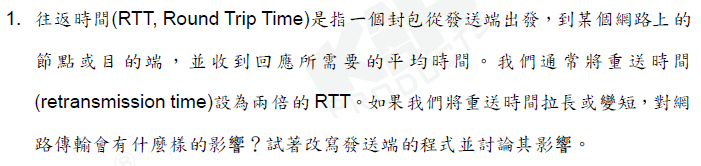 1. 往返時間(RTT, Round Trip Time)是指一個封包從發送端出發，到某個網路上的
節點或目的端，並收到回應所需要的平均時間。我們通常將重送時間
(retransmission time)設為兩倍的 RTT。如果我們將重送時間拉長或變短，對網
路傳輸會有什麼樣的影響？試著改寫發送端的程式並討論其影響。